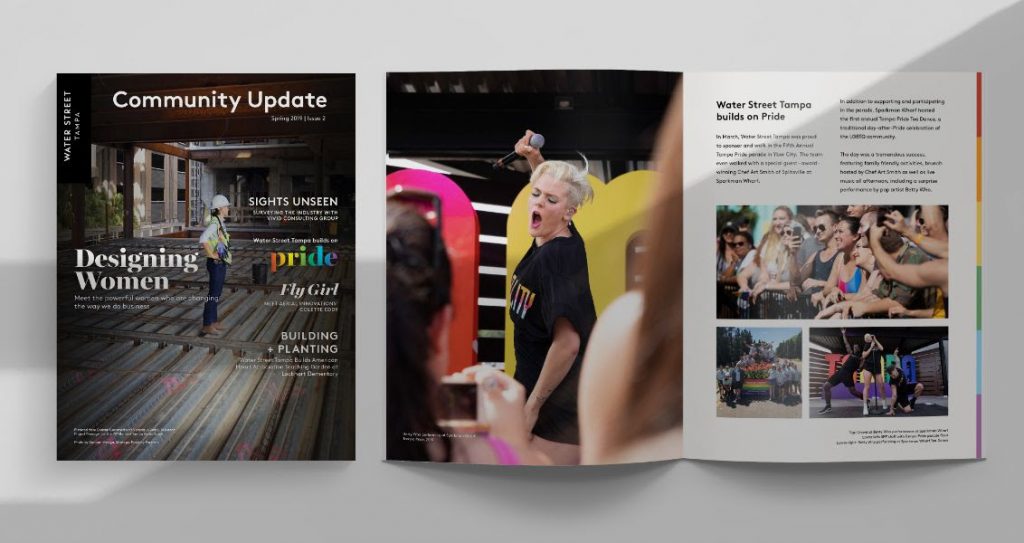 WATER STREET
TAMPA
Community Update
Spring 2019 | Issue 2
SIGHTS UNSEEN
SURVEYING THE INDUSTRY WITH
VIVID CONSULTING GROUP
Water Street Tampa builds on
pride
Designing
Women
Meet the powerful women who are changing
the way we do business
Fly Girl
MEET AERIAL INNOVATIONS'
COLETTE EDDY
BUILDING
+ PLANTING
Water Street Tampa Builds American
Heart Association Teaching Garden at
Lockhart Elementary
Water Street Tampa
builds on Pride
In March, Water Street Tampa was proud
to sponsor and walk in the Fifth Annual
Tampa Pride parade in Ybor City. The team
even walked with a special guest - award-
winning Chef Art Smith of Splitsville at
Sparkman Wharf.
In addition to supporting and participating
in the parade, Sparkman Wharf hosted
the first annual Tampa Pride Tea Dance, a
traditional day-after-Pride celebration of
the LGBTQ community.
The day was a tremendous success,
featuring family friendly activities, brunch
hosted by Chef Art Smith as well as live
music all afternoon, including a surprise
performance by pop artist Betty Who.